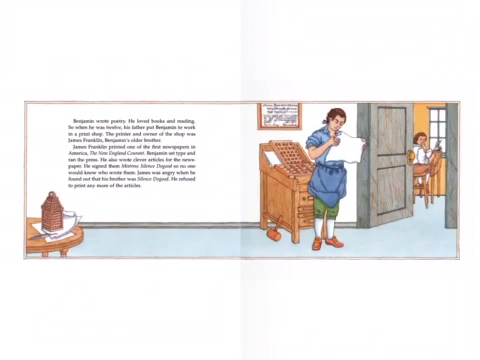 Benjamin wrote poetry. He loved books and reading.
So when he was twelve, his father put Benjamin to work
in a print shop. The printer and owner of the shop was
James Franklin, Benjamin's older brother.
James Franklin printed one of the first newspapers in
America, The New England Courant. Benjamin set type and
ran the press. He also wrote clever articles for the news-
paper. He signed them Mistress Silence Dogood so no one
would know who wrote them. James was angry when he
found out that his brother was Silence Dogood. He refused
to print any more of the articles.